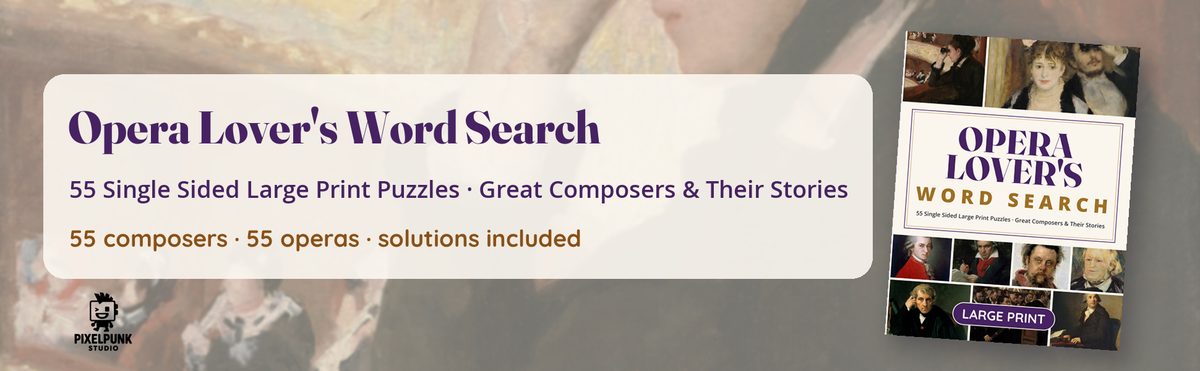 Opera Lover's Word Search
55 Single Sided Large Print Puzzles · Great Composers & Their Stories
55 composers · 55 operas · solutions included
PIXELPUNK
STUDIO
OPERA
LOVER'S
WORD SEARCH
55 Single Sided Large Print Puzzles · Great Composers & Their Stories
LARGE PRINT